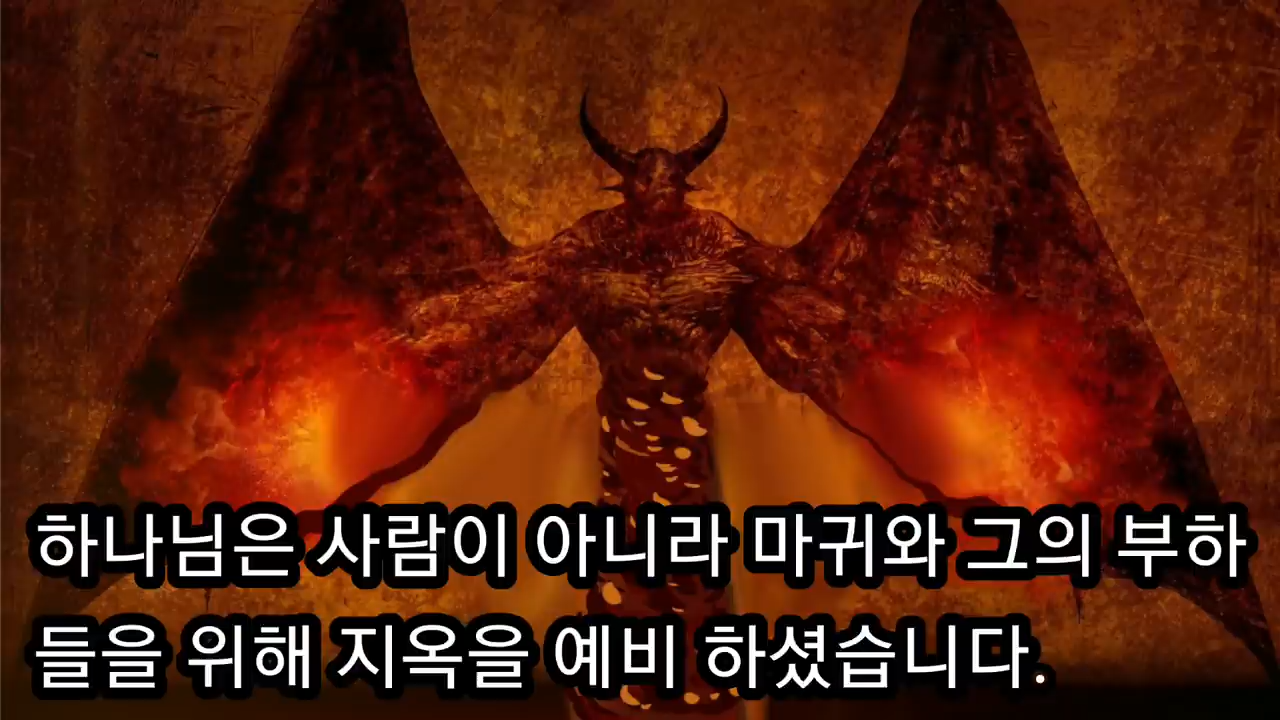 하나님은 사람이 아니라 마귀와 그의 부하
들을 위해 지옥을 예비 하셨습니다.